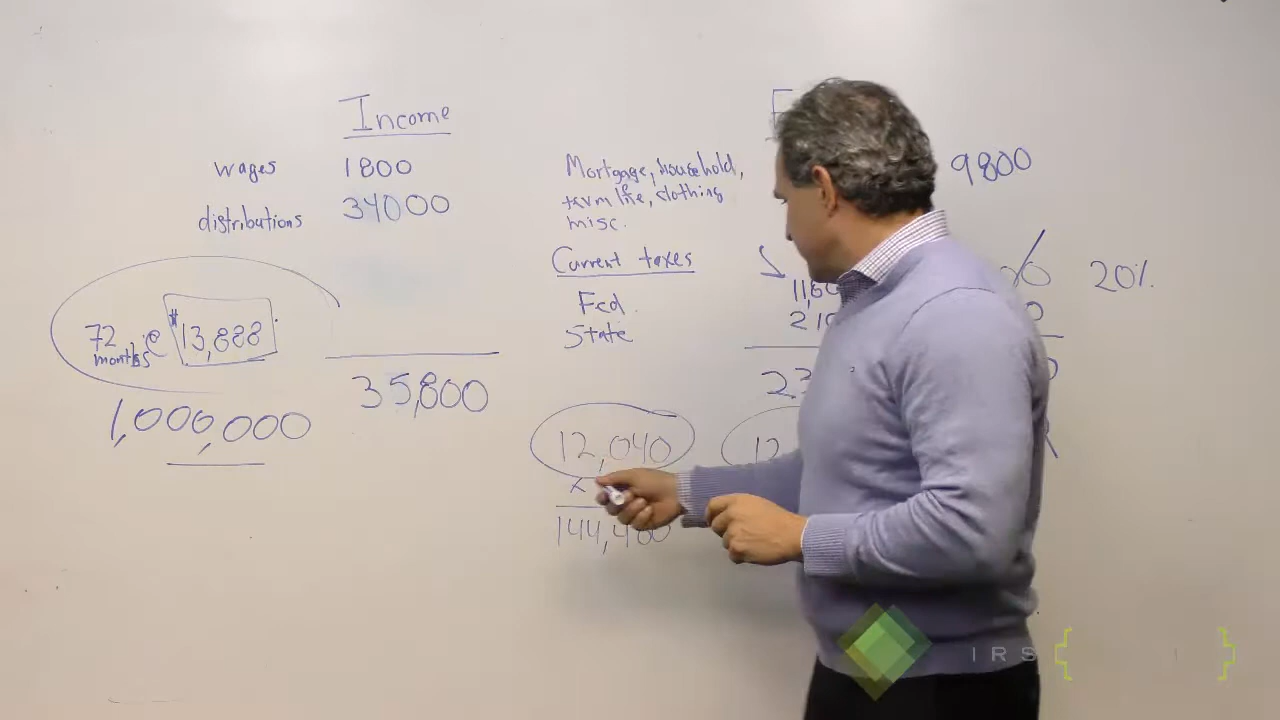 Income
wages 1800
distributions 34000
72 months @ $13,888
1,000,000
35,800
Mortgage, household, 9800
term life, clothing
misc.
Current taxes 20%
Fed
State
12,040
x
144,480
IRS